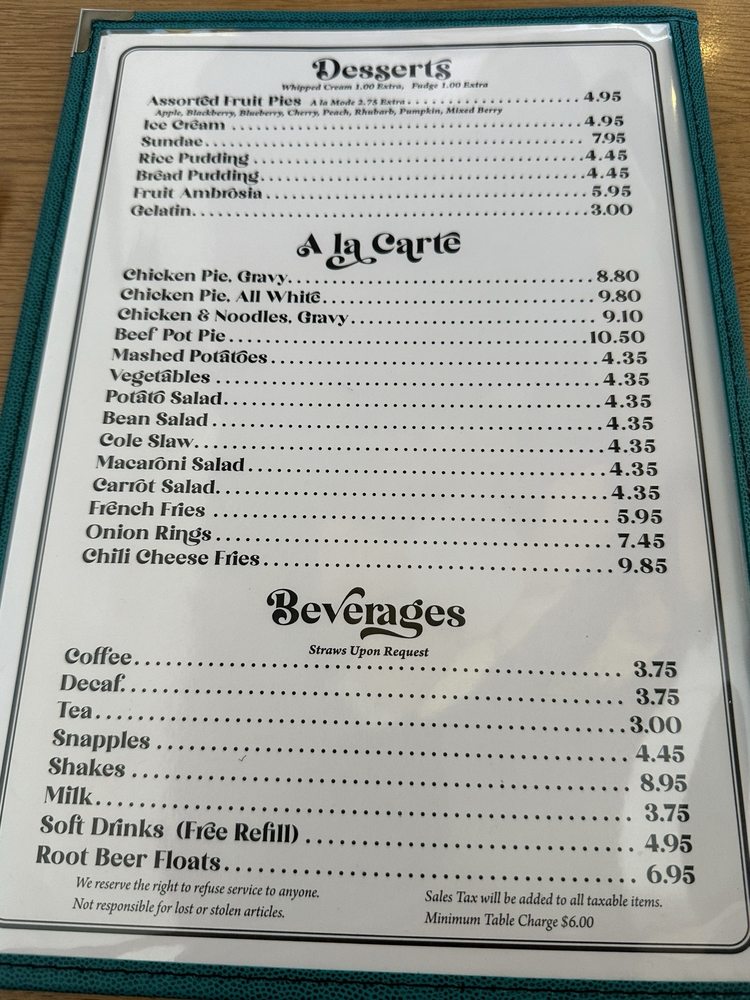 Desserts
Whipped Cream 1.00 Extra, Fudge 1.00 Extra
Assorted Fruit Pies A la Mode 2.75 Extra........................4.95
Apple, Blackberry, Blueberry, Cherry, Peach, Rhubarb, Pumpkin, Mixed Berry
Ice Cream ........................4.95
Sundae........................7.95
Rice Pudding ........................4.45
Bread Pudding........................4.45
Fruit Ambrosia ........................5.95
Gelatin........................3.00
A la Carte
Chicken Pie, Gravy........................8.80
Chicken Pie, All White........................9.80
Chicken & Noodles, Gravy........................9.10
Beef Pot Pie........................10.50
Mashed Potatoes........................4.35
Vegetables ........................4.35
Potato Salad........................4.35
Bean Salad ........................4.35
Cole Slaw........................4.35
Macaroni Salad ........................4.35
Carrot Salad........................4.35
French Fries ........................5.95
Onion Rings ........................7.45
Chili Cheese Fries........................9.85
Beverages
Straws Upon Request
Coffee........................3.75
Decaf........................3.75
Tea........................3.00
Snapples ........................4.45
Shakes ........................8.95
Milk........................3.75
Soft Drinks (Free Refill) ........................4.95
Root Beer Floats........................6.95
We reserve the right to refuse service to anyone.
Not responsible for lost or stolen articles.
Sales Tax will be added to all taxable items.
Minimum Table Charge $6.00